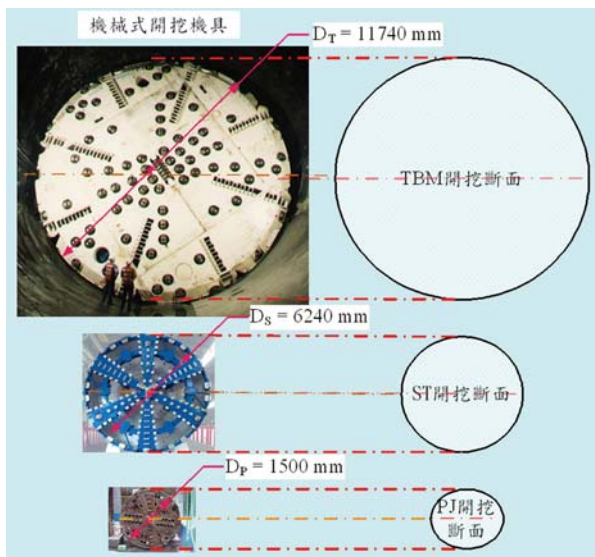 機械式開挖機具
D_T = 11740 mm
TBM開挖斷面
D_S = 6240 mm
ST開挖斷面
D_P = 1500 mm
PJ開挖
斷面